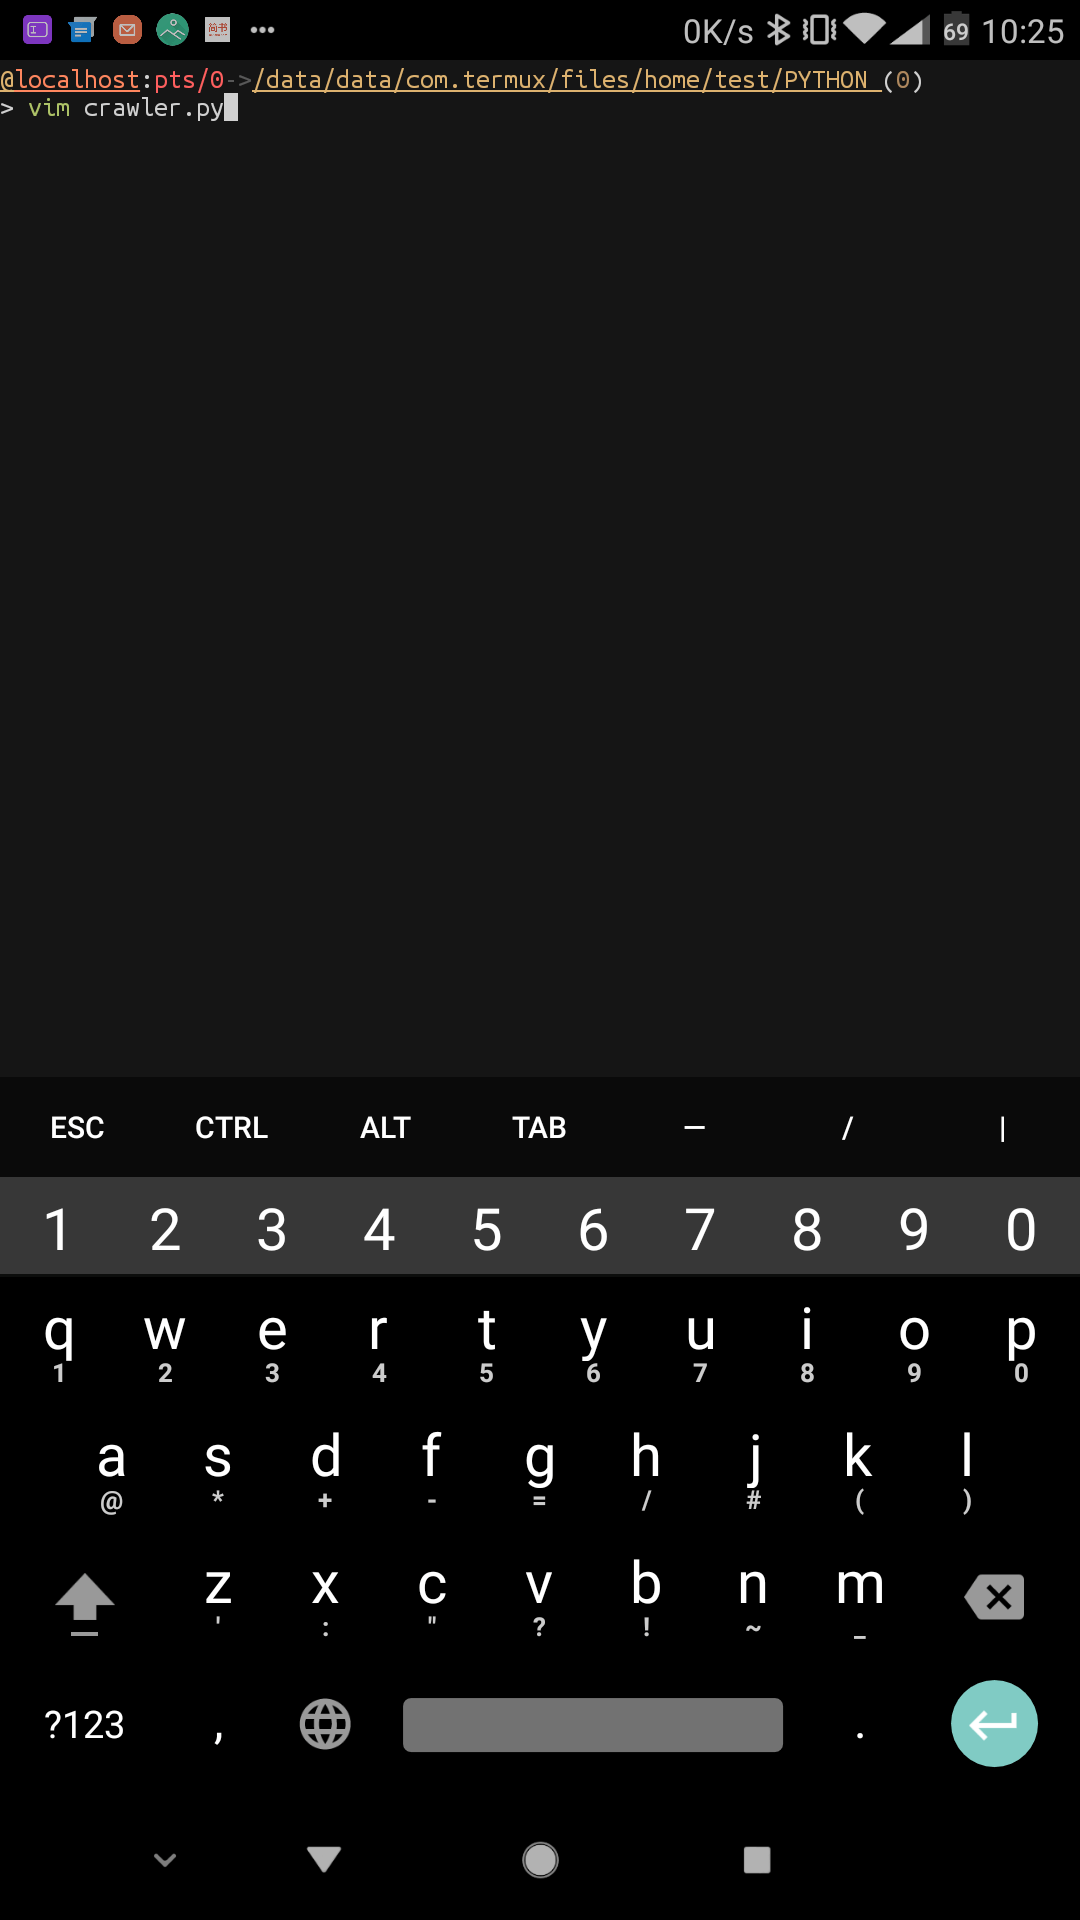 简书 ••• 0K/s 69 10:25
@localhost:pts/0->/data/data/com.termux/files/home/test/PYTHON (0)
> vim crawler.py
ESC CTRL ALT TAB — / |
1 2 3 4 5 6 7 8 9 0
q w e r t y u i o p
1 2 3 4 5 6 7 8 9 0
a s d f g h j k l
@ * + - = / # ( )
z x c v b n m
' : " ? ! ~ _
?123 , .